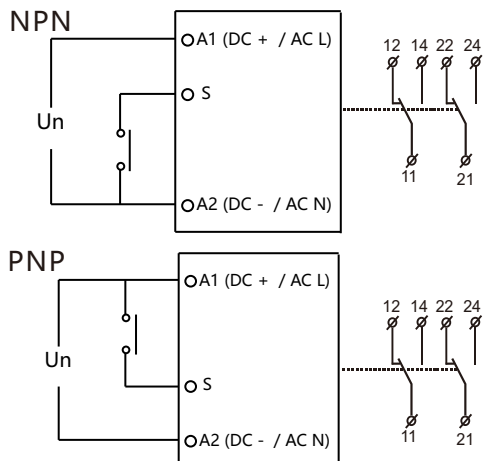 NPN
A1 (DC + / AC L)
12 14 22 24
S
Un
11 21
A2 (DC - / AC N)
PNP
A1 (DC + / AC L)
12 14 22 24
Un
S
11 21
A2 (DC - / AC N)